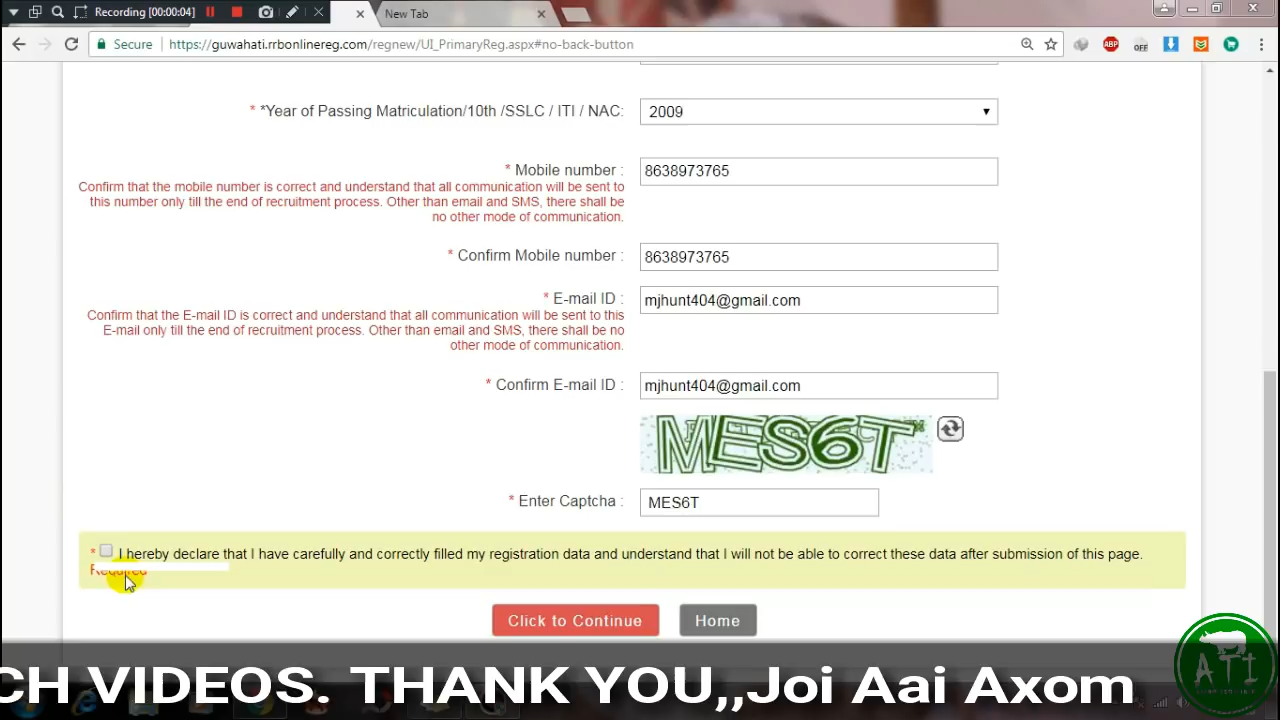 Recording [00:00:04]
New Tab
Secure https://guwahati.rrbonlinereg.com/regnew/UI_PrimaryReg.aspx#no-back-button
ABP
OFF
* *Year of Passing Matriculation/10th /SSLC / ITI / NAC: 2009
* Mobile number : 8638973765
Confirm that the mobile number is correct and understand that all communication will be sent to
this number only till the end of recruitment process. Other than email and SMS, there shall be
no other mode of communication.
* Confirm Mobile number : 8638973765
* E-mail ID : mjhunt404@gmail.com
Confirm that the E-mail ID is correct and understand that all communication will be sent to this
E-mail only till the end of recruitment process. Other than email and SMS, there shall be no
other mode of communication.
* Confirm E-mail ID : mjhunt404@gmail.com
MES6T
* Enter Captcha : MES6T
* I hereby declare that I have carefully and correctly filled my registration data and understand that I will not be able to correct these data after submission of this page.
Required
Click to Continue Home
CH VIDEOS. THANK YOU,,Joi Aai Axom
ATI